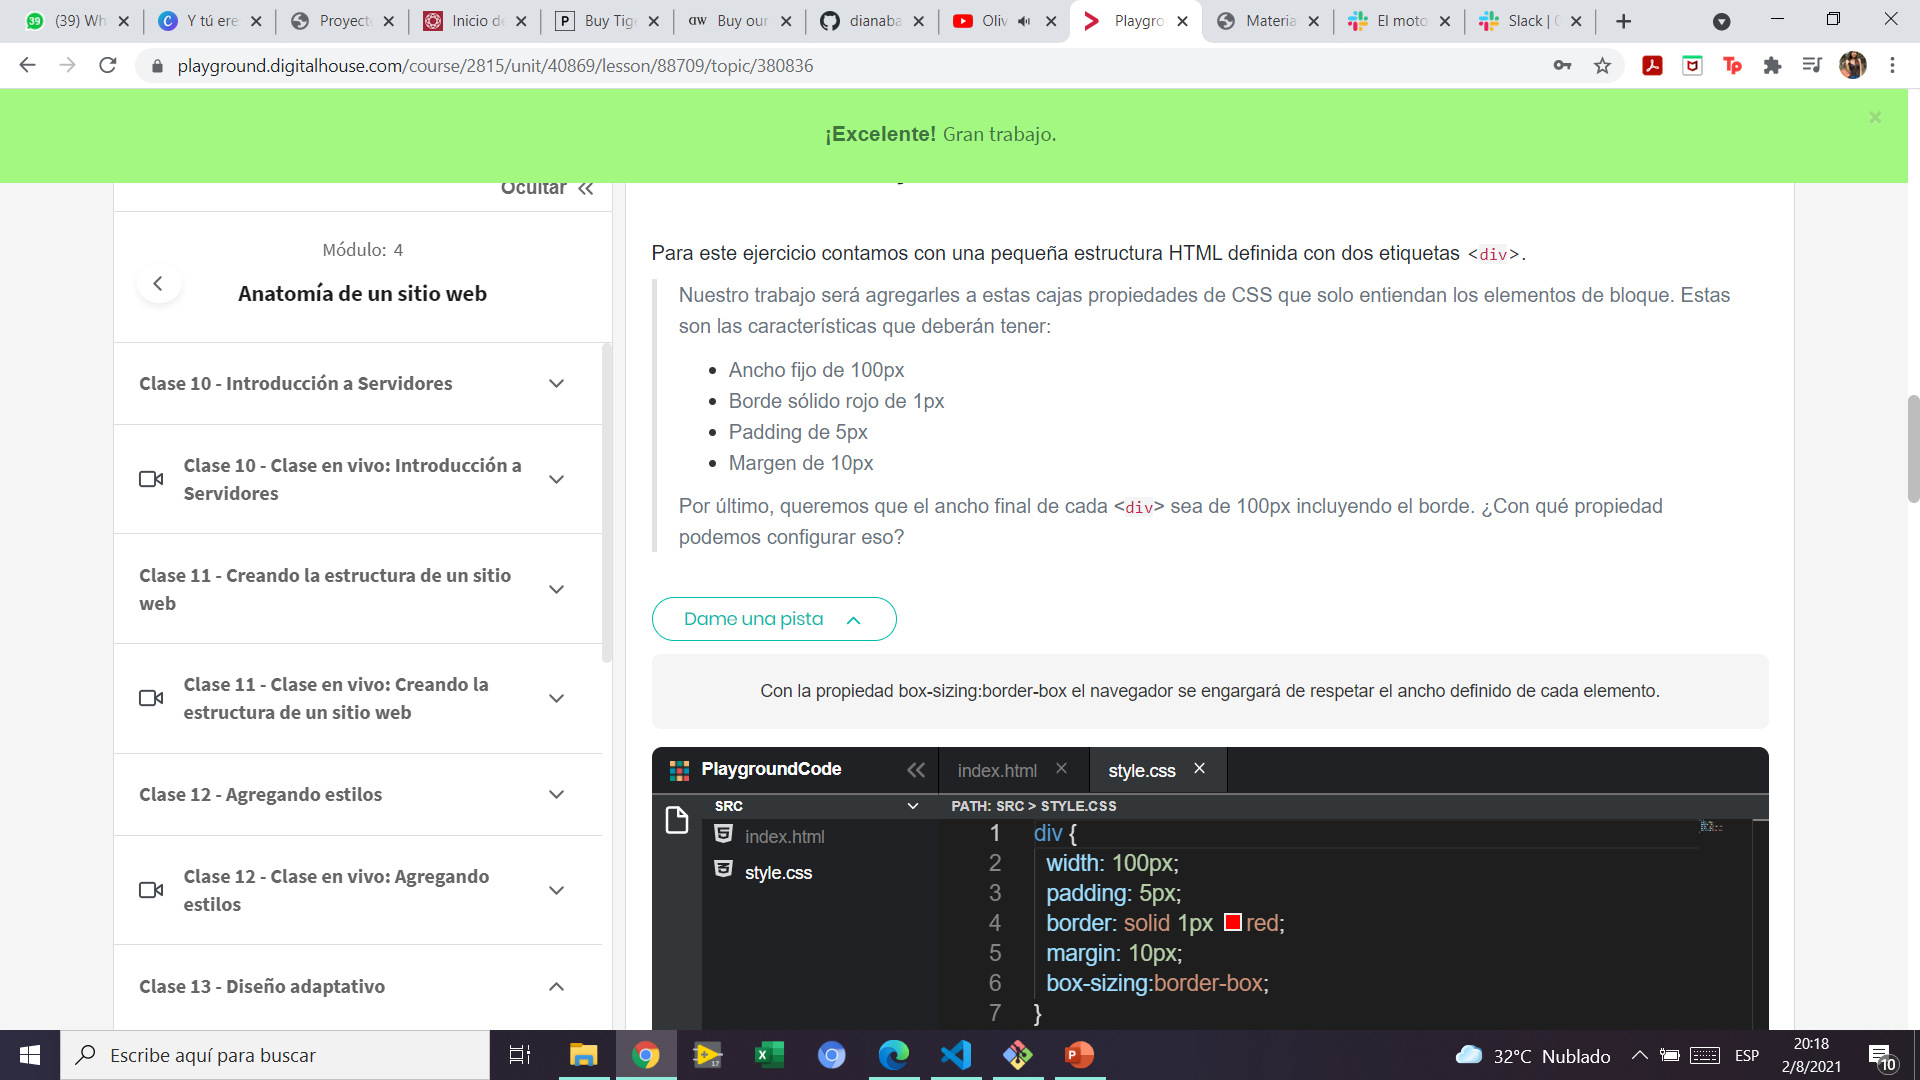 (39) Wh
Y tú ere
Proyect
Inicio de
Buy Tig
Buy our
dianaba
Oliv
Playgro
Materia
El moto
Slack | 
playground.digitalhouse.com/course/2815/unit/40869/lesson/88709/topic/380836
¡Excelente! Gran trabajo.
Ocultar
Módulo: 4
Anatomía de un sitio web
Clase 10 - Introducción a Servidores
Clase 10 - Clase en vivo: Introducción a
Servidores
Clase 11 - Creando la estructura de un sitio
web
Clase 11 - Clase en vivo: Creando la
estructura de un sitio web
Clase 12 - Agregando estilos
Clase 12 - Clase en vivo: Agregando
estilos
Clase 13 - Diseño adaptativo
Para este ejercicio contamos con una pequeña estructura HTML definida con dos etiquetas <div>.
Nuestro trabajo será agregarles a estas cajas propiedades de CSS que solo entiendan los elementos de bloque. Estas
son las características que deberán tener:
• Ancho fijo de 100px
• Borde sólido rojo de 1px
• Padding de 5px
• Margen de 10px
Por último, queremos que el ancho final de cada <div> sea de 100px incluyendo el borde. ¿Con qué propiedad
podemos configurar eso?
Dame una pista
Con la propiedad box-sizing:border-box el navegador se engargará de respetar el ancho definido de cada elemento.
PlaygroundCode
index.html
style.css
SRC
PATH: SRC > STYLE.CSS
index.html
style.css
1 div {
2 width: 100px;
3 padding: 5px;
4 border: solid 1px red;
5 margin: 10px;
6 box-sizing:border-box;
7 }
Escribe aquí para buscar
32°C Nublado
ESP
20:18
2/8/2021
10